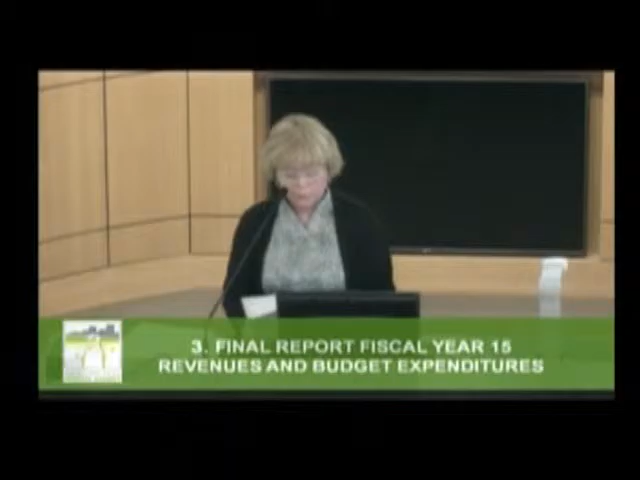 3. FINAL REPORT FISCAL YEAR 15
REVENUES AND BUDGET EXPENDITURES